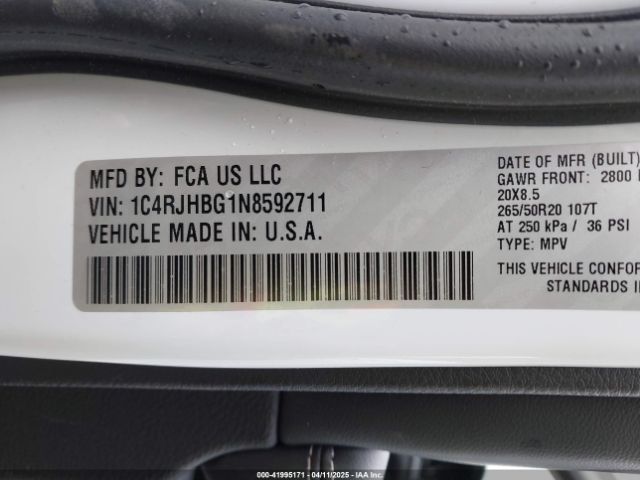 MFD BY: FCA US LLC
VIN: 1C4RJHBG1N8592711
VEHICLE MADE IN: U.S.A.
DATE OF MFR (BUILT)
GAWR FRONT: 2800
20X8.5
265/50R20 107T
AT 250 kPa / 36 PSI
TYPE: MPV
THIS VEHICLE CONFOR
STANDARDS I
000-41995171 - 04/11/2025 - IAA Inc.